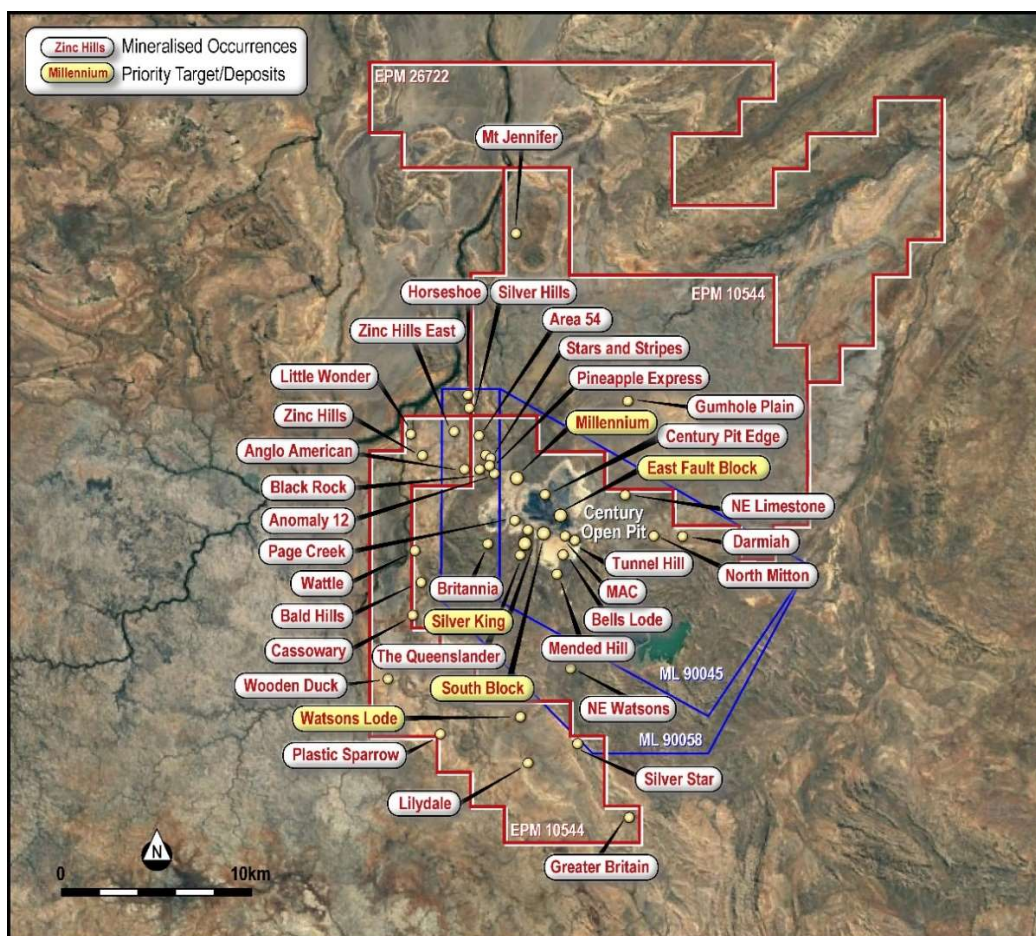 Zinc Hills Mineralised Occurrences
Millennium Priority Target/Deposits
EPM 26722
Mt Jennifer
EPM 10544
Horseshoe
Silver Hills
Zinc Hills East
Area 54
Stars and Stripes
Little Wonder
Pineapple Express
Gumhole Plain
Zinc Hills
Millennium
Century Pit Edge
Anglo American
East Fault Block
Black Rock
NE Limestone
Anomaly 12
Century
Open Pit
Darmiah
Page Creek
Tunnel Hill
North Mitton
Wattle
Britannia
MAC
Bald Hills
Silver King
Bells Lode
Cassowary
The Queenslander
Mended Hill
ML 90045
Wooden Duck
South Block
NE Watsons
Watsons Lode
ML 90058
Plastic Sparrow
Silver Star
Lilydale
EPM 10544
Greater Britain
N
0 10km